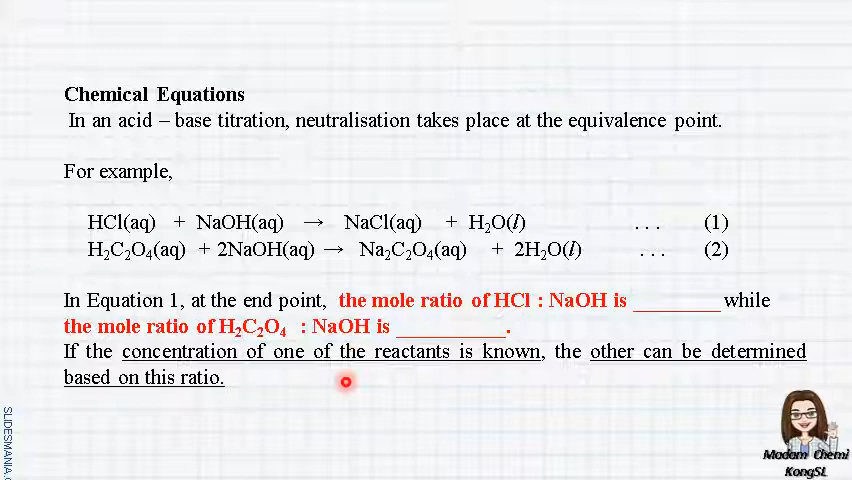 Chemical Equations
In an acid – base titration, neutralisation takes place at the equivalence point.
For example,
HCl(aq) + NaOH(aq) → NaCl(aq) + H₂O(l) . . . (1)
H₂C₂O₄(aq) + 2NaOH(aq) → Na₂C₂O₄(aq) + 2H₂O(l) . . . (2)
In Equation 1, at the end point, the mole ratio of HCl : NaOH is ________ while
the mole ratio of H₂C₂O₄ : NaOH is __________.
If the concentration of one of the reactants is known, the other can be determined
based on this ratio.
SLIDESMANIA.C
Madam Chemi
KongSL